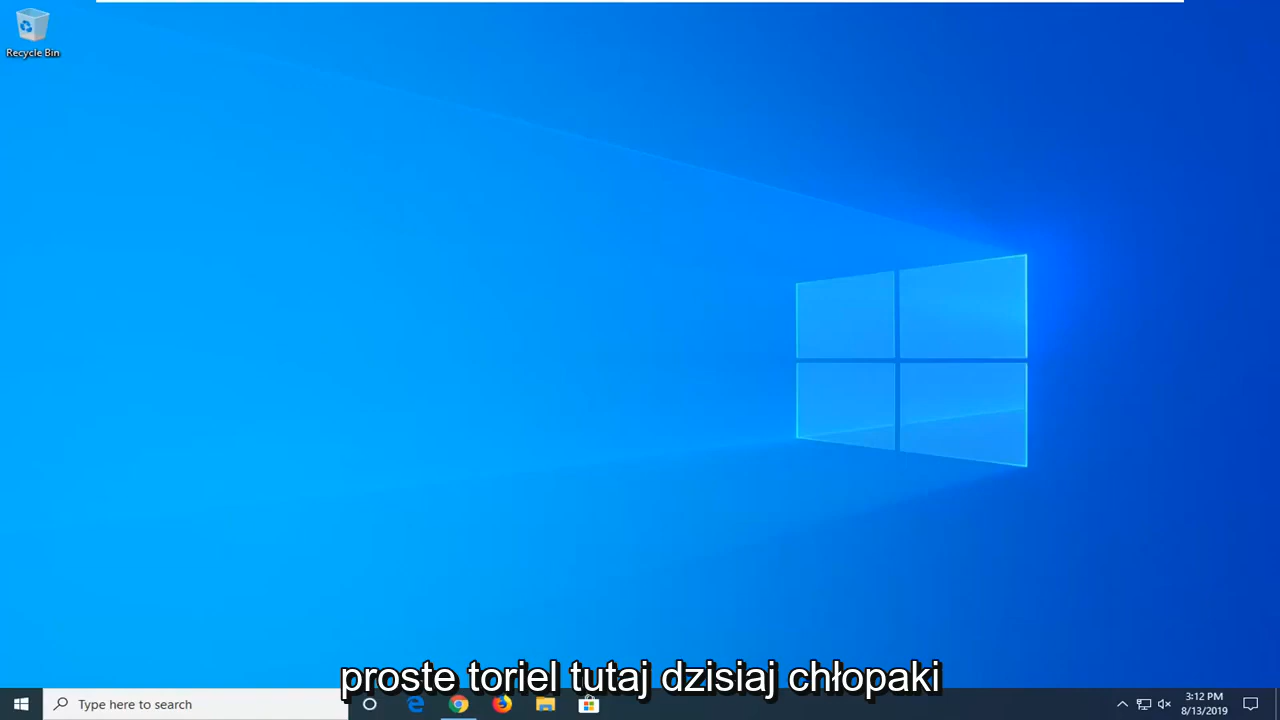 Recycle Bin
proste toriel tutaj dzisiaj chłopaki
Type here to search
3:12 PM
8/13/2019